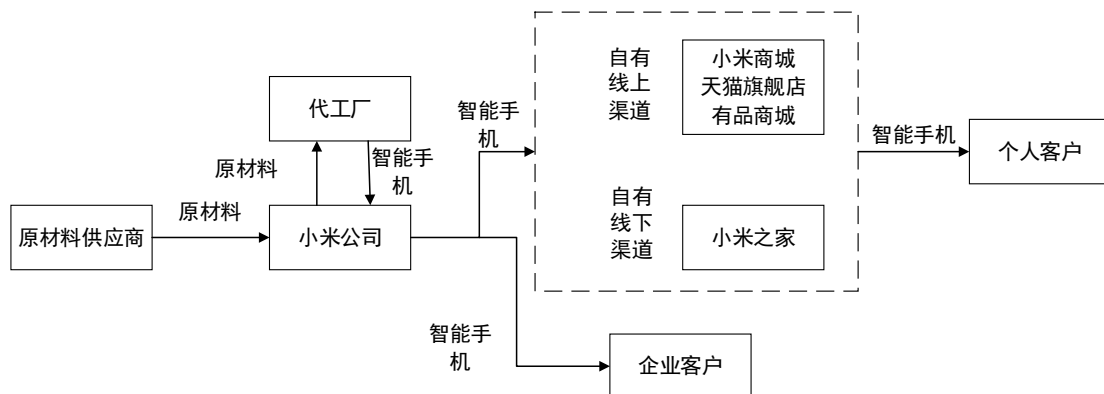 自有
线上
渠道
小米商城
天猫旗舰店
有品商城
代工厂
智能手
机
智能手机
个人客户
原材料
智能手
机
原材料
自有
线下
渠道
原材料供应商
小米公司
小米之家
智能手
机
企业客户